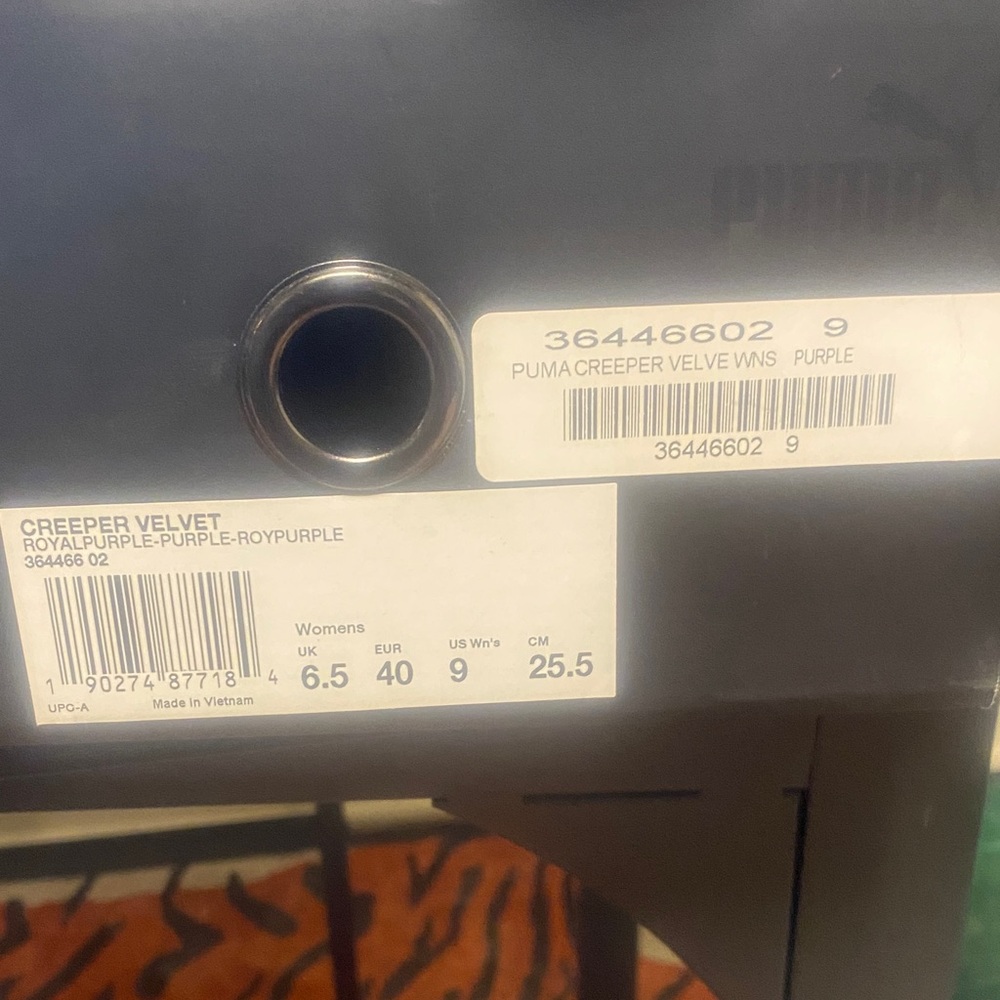 PUMA
36446602 9
PUMA CREEPER VELVE WNS PURPLE
36446602 9
CREEPER VELVET
ROYALPURPLE-PURPLE-ROYPURPLE
364466 02
Womens
UK EUR US Wn's CM
6.5 40 9 25.5
1 90274 87718 4
UPC-A Made in Vietnam